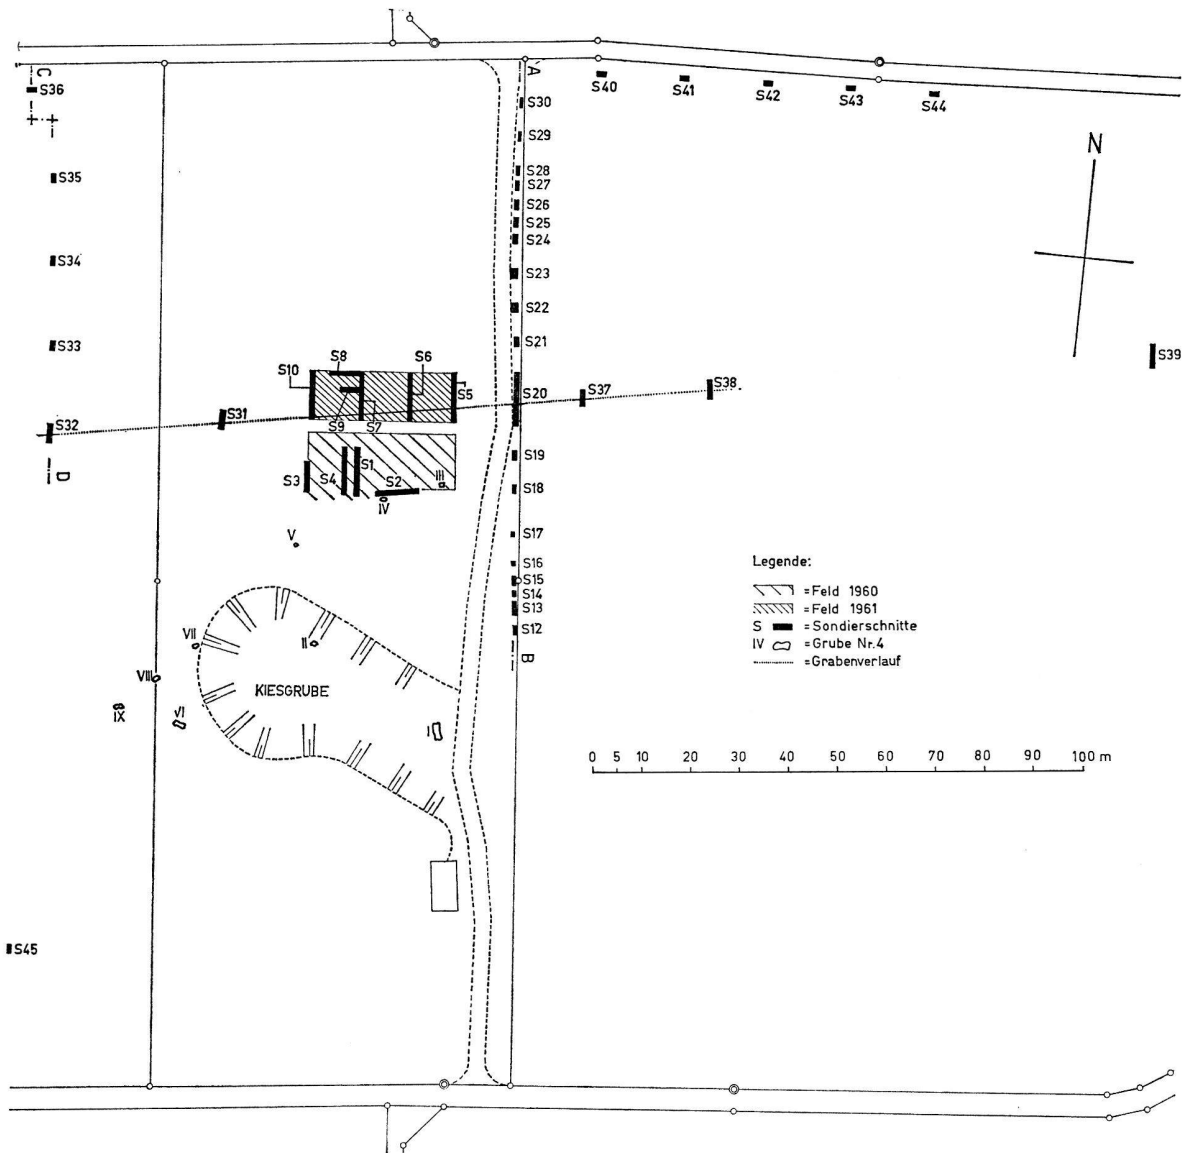 C
A
S36
S40
S41
S42
S43
S44
S30
S29
N
S35
S28
S27
S26
S25
S24
S34
S23
S22
S33
S21
S39
S8
S6
S10
S5
S20
S37
S38
S31
S9
S7
S32
D
S1
S3
S4
S2
III
IV
S19
S18
V
S17
S16
S15
S14
S13
S12
B
Legende:
= Feld 1960
= Feld 1961
S = Sondierschnitte
IV = Grube Nr.4
= Grabenverlauf
VII
II
VIII
KIESGRUBE
IX
VI
I
0 5 10 20 30 40 50 60 70 80 90 100 m
S45